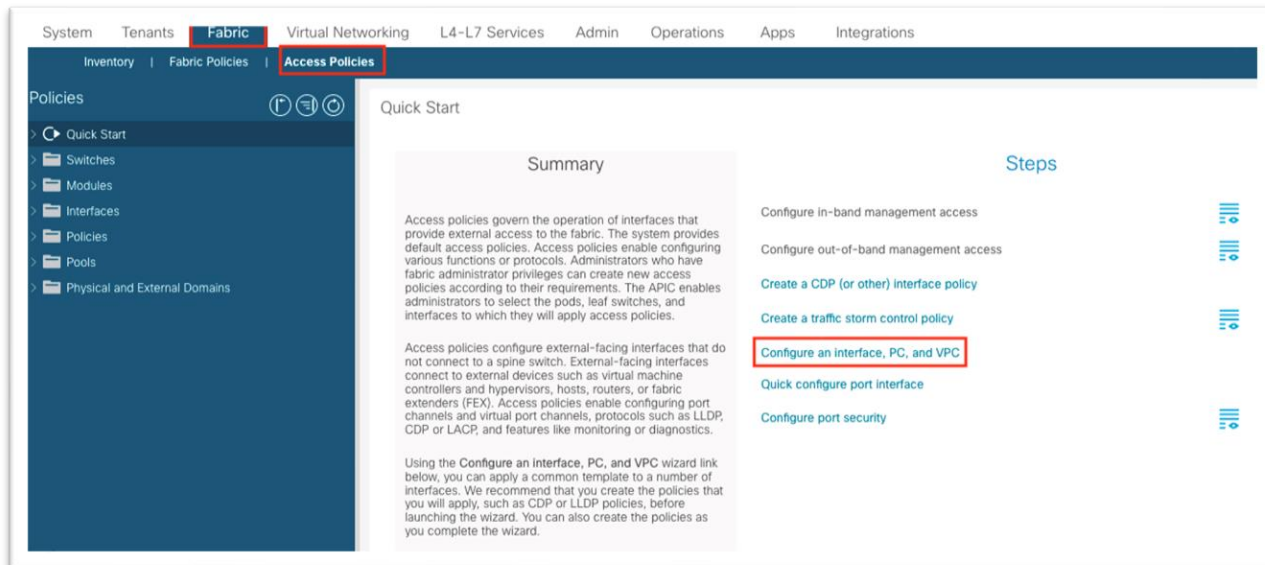 System Tenants Fabric Virtual Networking L4-L7 Services Admin Operations Apps Integrations
Inventory | Fabric Policies | Access Policies
Policies
Quick Start
Switches
Modules
Interfaces
Policies
Pools
Physical and External Domains
Quick Start
Summary
Access policies govern the operation of interfaces that
provide external access to the fabric. The system provides
default access policies. Access policies enable configuring
various functions or protocols. Administrators who have
fabric administrator privileges can create new access
policies according to their requirements. The APIC enables
administrators to select the pods, leaf switches, and
interfaces to which they will apply access policies.
Access policies configure external-facing interfaces that do
not connect to a spine switch. External-facing interfaces
connect to external devices such as virtual machine
controllers and hypervisors, hosts, routers, or fabric
extenders (FEX). Access policies enable configuring port
channels and virtual port channels, protocols such as LLDP,
CDP or LACP, and features like monitoring or diagnostics.
Using the Configure an interface, PC, and VPC wizard link
below, you can apply a common template to a number of
interfaces. We recommend that you create the policies that
you will apply, such as CDP or LLDP policies, before
launching the wizard. You can also create the policies as
you complete the wizard.
Steps
Configure in-band management access
Configure out-of-band management access
Create a CDP (or other) interface policy
Create a traffic storm control policy
Configure an interface, PC, and VPC
Quick configure port interface
Configure port security